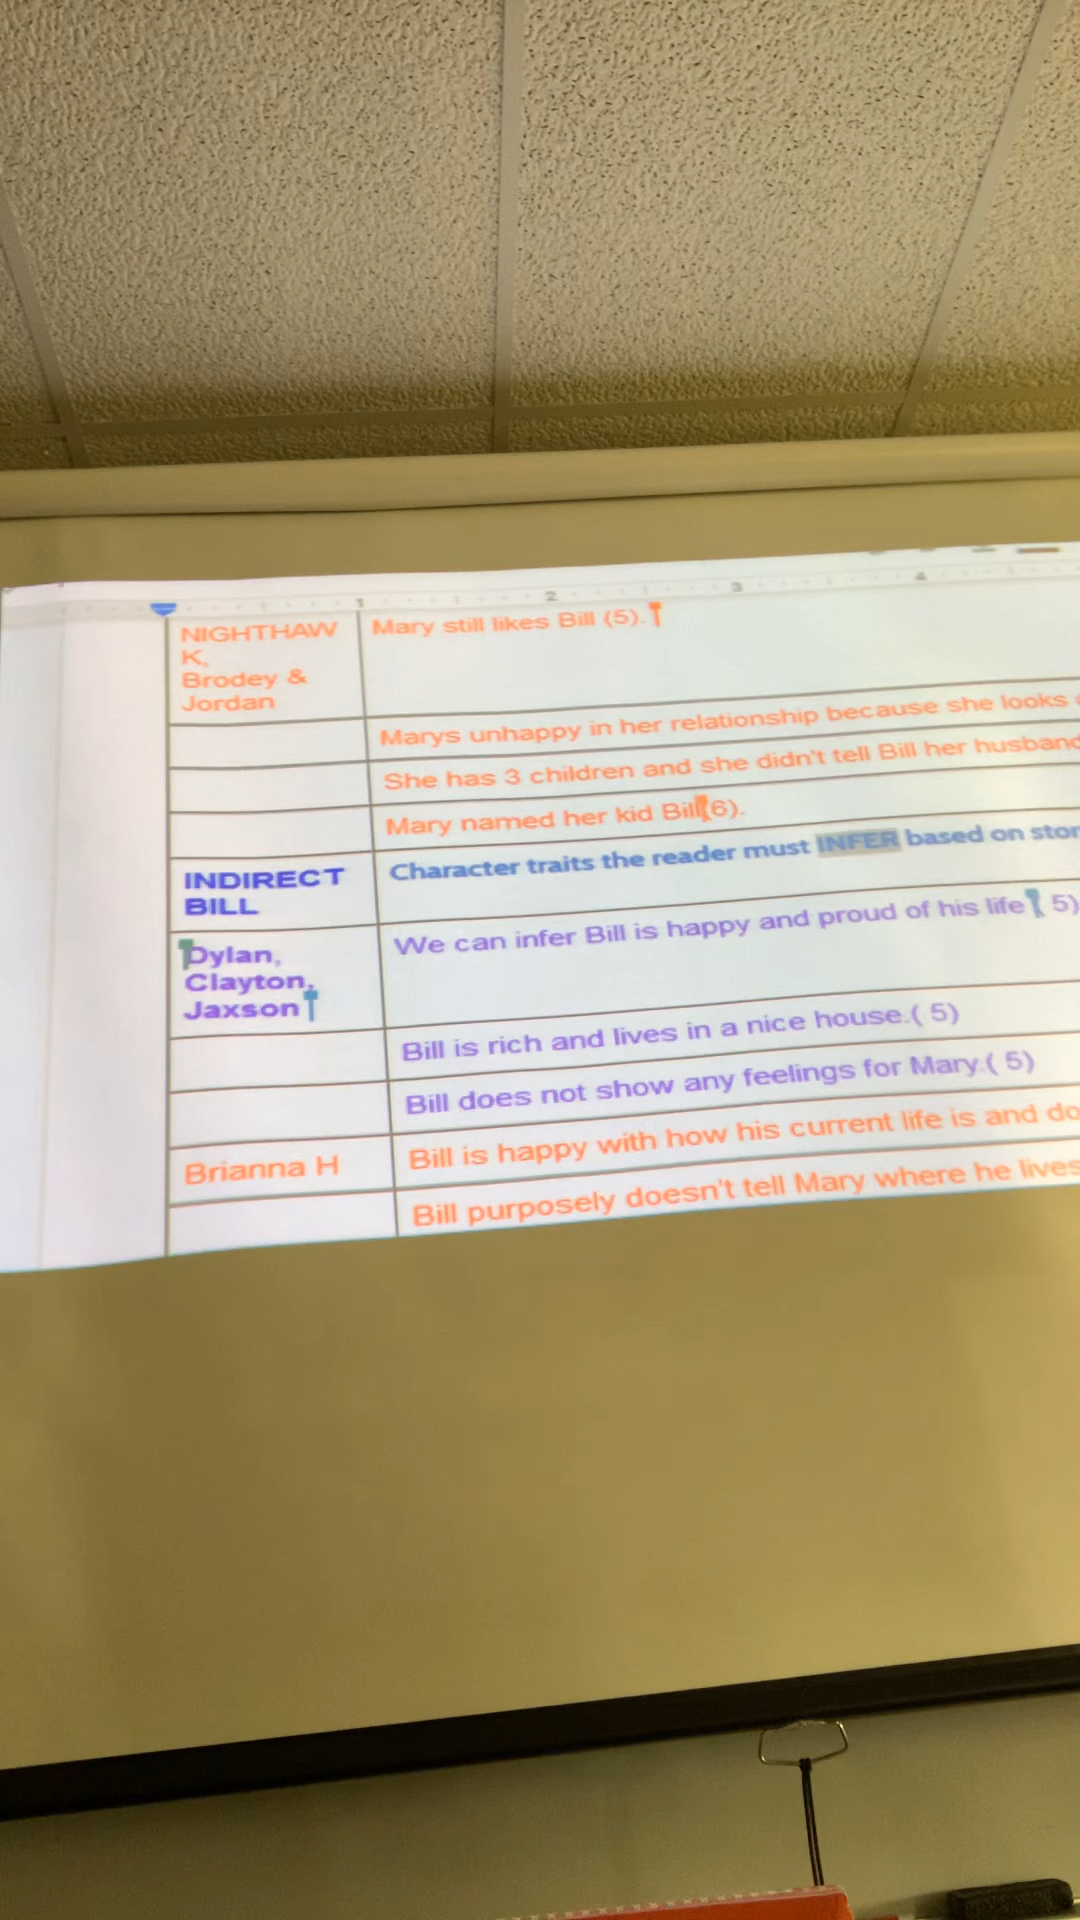 1 2 3 4
NIGHTHAW
K,
Brodey &
Jordan
Mary still likes Bill (5).
Marys unhappy in her relationship because she looks
She has 3 children and she didn't tell Bill her husband
Mary named her kid Bill(6).
INDIRECT
BILL
Character traits the reader must INFER based on stor
Dylan,
Clayton,
Jaxson
We can infer Bill is happy and proud of his life( 5)
Bill is rich and lives in a nice house.( 5)
Bill does not show any feelings for Mary.( 5)
Brianna H
Bill is happy with how his current life is and do
Bill purposely doesn't tell Mary where he lives